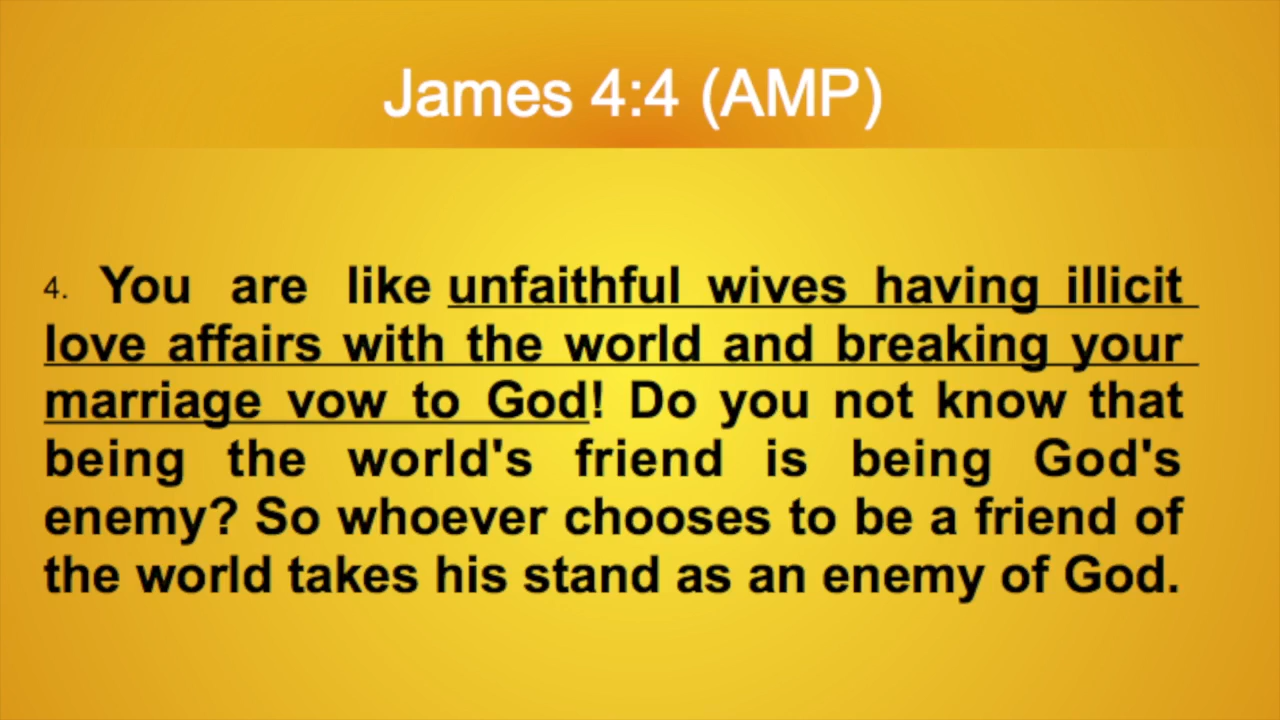 James 4:4 (AMP)
4. You are like unfaithful wives having illicit
love affairs with the world and breaking your
marriage vow to God! Do you not know that
being the world's friend is being God's
enemy? So whoever chooses to be a friend of
the world takes his stand as an enemy of God.